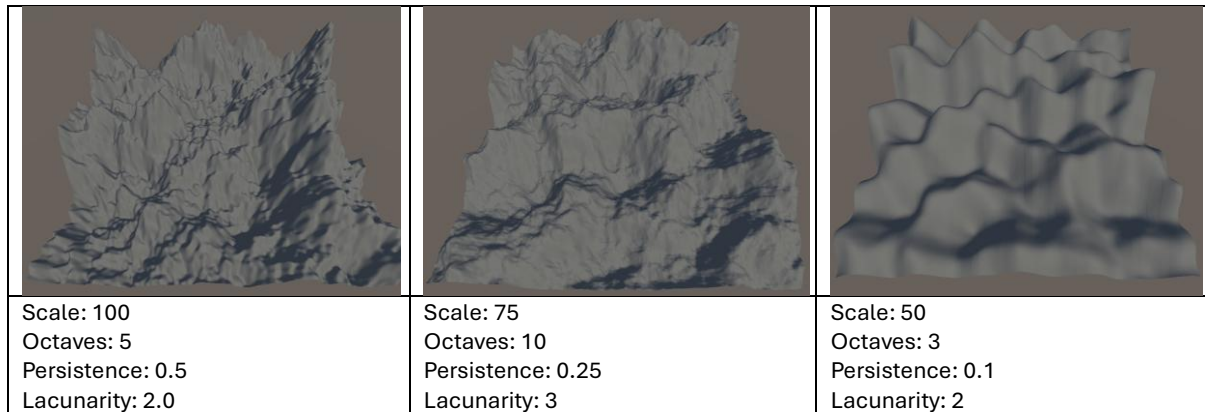 Scale: 100
Octaves: 5
Persistence: 0.5
Lacunarity: 2.0
Scale: 75
Octaves: 10
Persistence: 0.25
Lacunarity: 3
Scale: 50
Octaves: 3
Persistence: 0.1
Lacunarity: 2